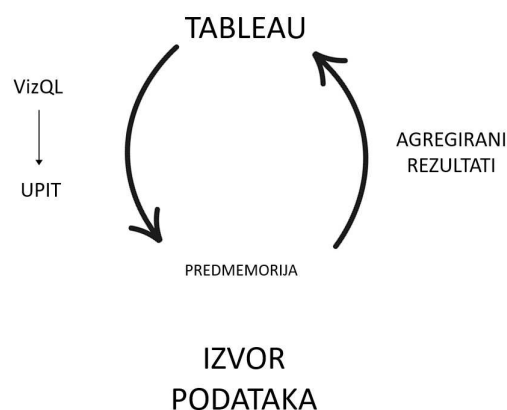 TABLEAU
VizQL
UPIT
AGREGIRANI
REZULTATI
PREDMEMORIJA
IZVOR
PODATAKA